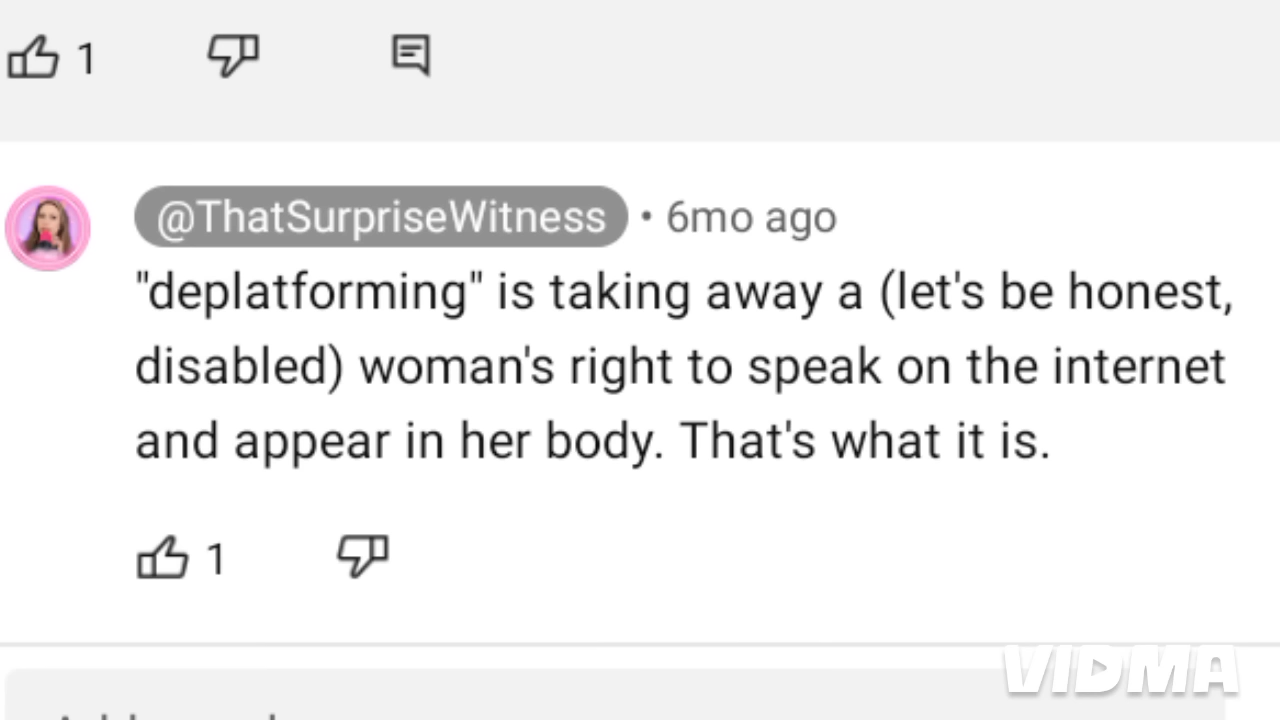 1
@ThatSurpriseWitness • 6mo ago
"deplatforming" is taking away a (let's be honest,
disabled) woman's right to speak on the internet
and appear in her body. That's what it is.
1
VIDMA